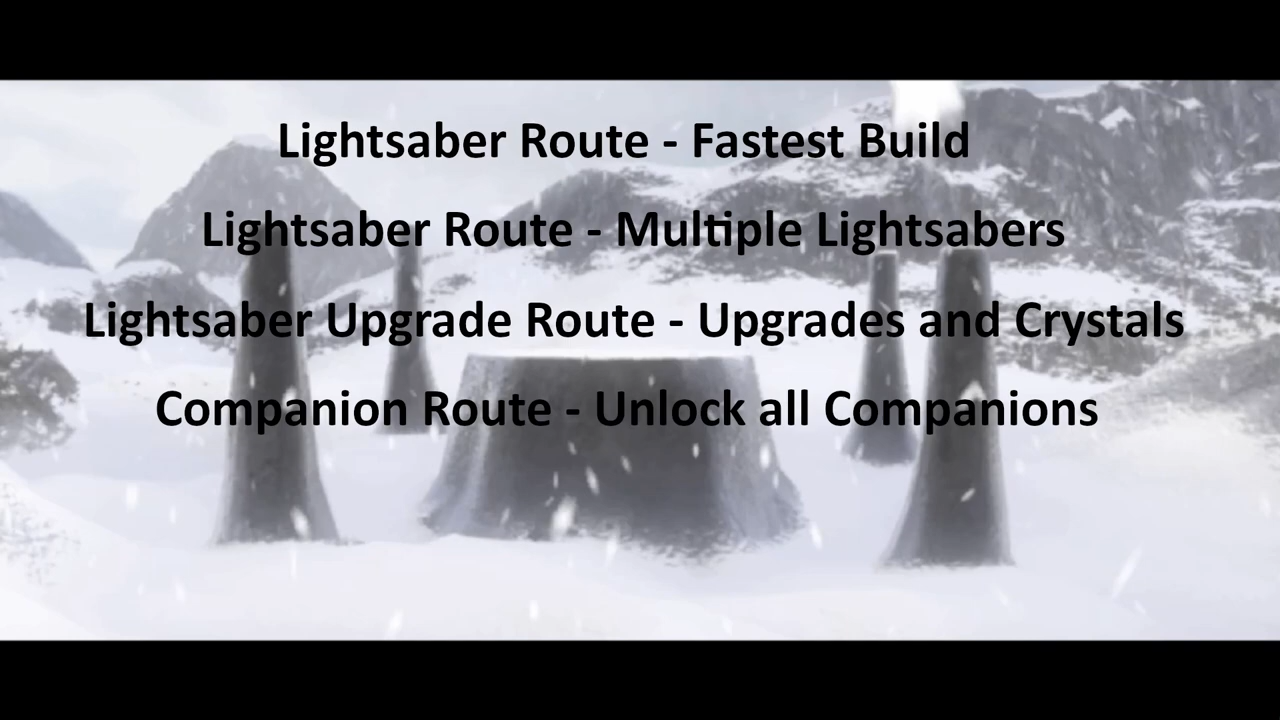 Lightsaber Route - Fastest Build
Lightsaber Route - Multiple Lightsabers
Lightsaber Upgrade Route - Upgrades and Crystals
Companion Route - Unlock all Companions